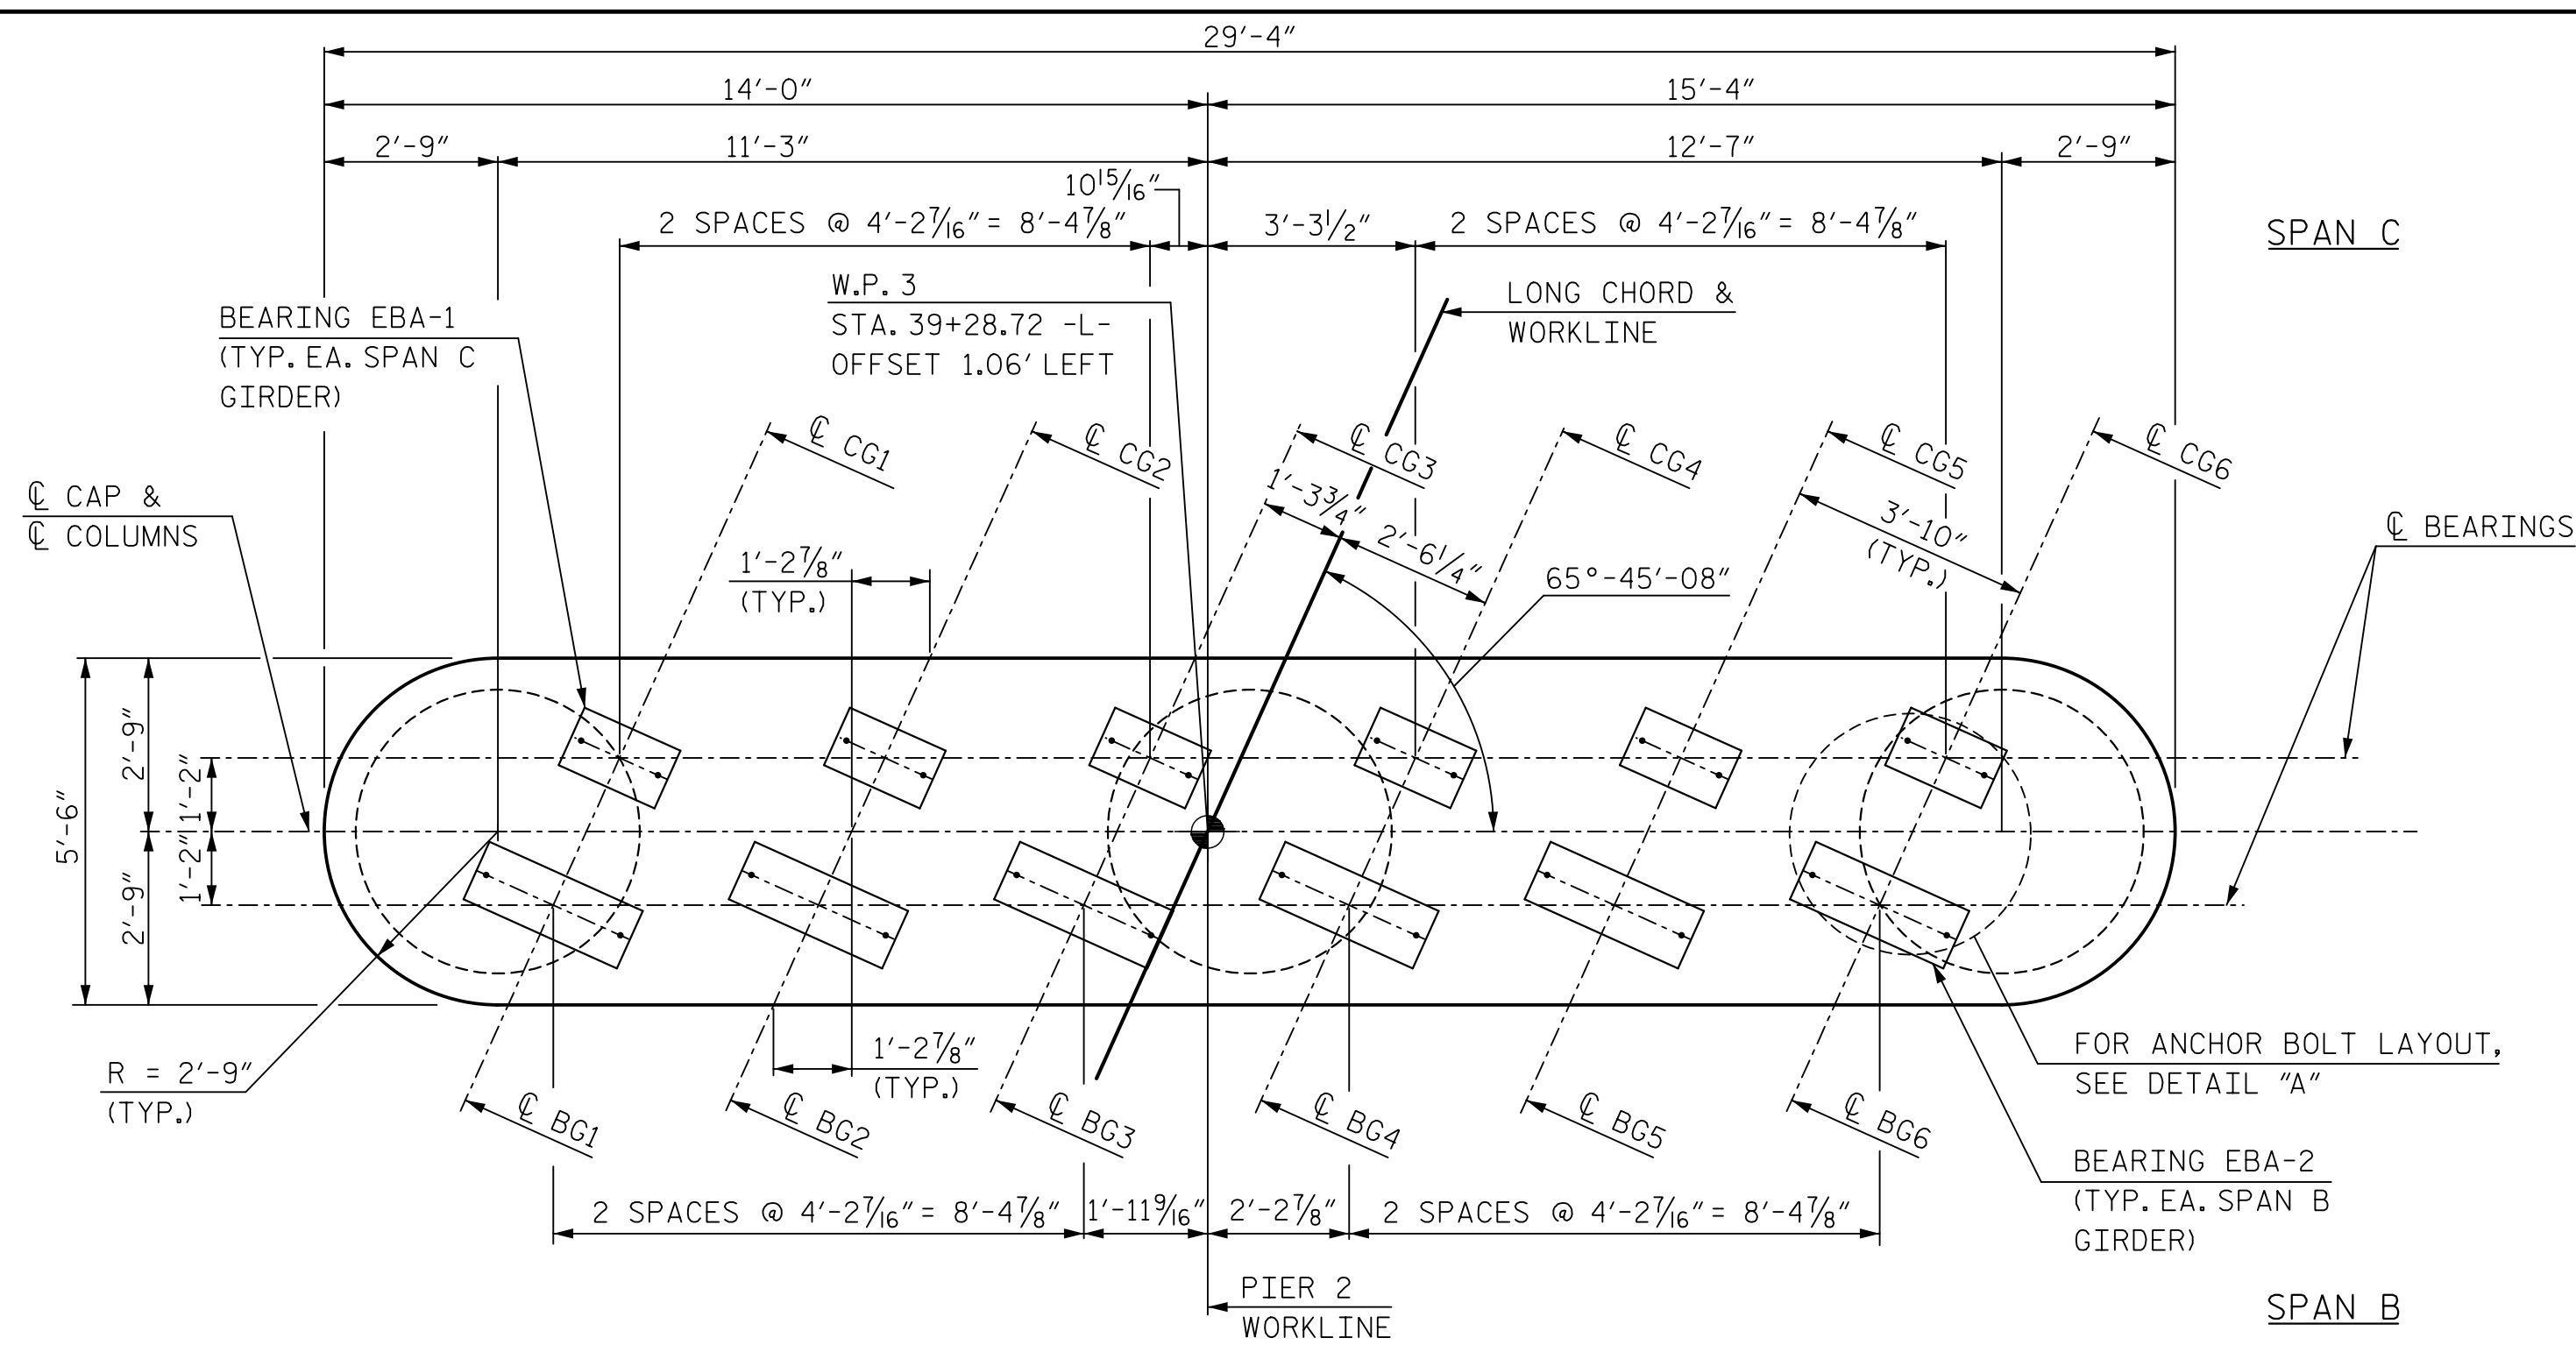 29′-4″
14′-0″
15′-4″
2′-9″
11′-3″
12′-7″
2′-9″
10 15/16″
2 SPACES @ 4′-2 7/16″ = 8′-4 7/8″
3′-3 1/2″
2 SPACES @ 4′-2 7/16″ = 8′-4 7/8″
SPAN C
W.P. 3
STA. 39+28.72 -L-
OFFSET 1.06′ LEFT
LONG CHORD &
WORKLINE
BEARING EBA-1
(TYP. EA. SPAN C
GIRDER)
℄ CG1
℄ CG2
℄ CG3
℄ CG4
℄ CG5
℄ CG6
℄ CAP &
℄ COLUMNS
1′-3 3/4″
2′-6 1/4″
3′-10″
(TYP.)
℄ BEARINGS
1′-2 7/8″
(TYP.)
65°-45′-08″
5′-6″
2′-9″
2′-9″
1′-2″
1′-2″
R = 2′-9″
(TYP.)
1′-2 7/8″
(TYP.)
FOR ANCHOR BOLT LAYOUT,
SEE DETAIL ″A″
℄ BG1
℄ BG2
℄ BG3
℄ BG4
℄ BG5
℄ BG6
BEARING EBA-2
(TYP. EA. SPAN B
GIRDER)
2 SPACES @ 4′-2 7/16″ = 8′-4 7/8″
1′-11 9/16″
2′-2 7/8″
2 SPACES @ 4′-2 7/16″ = 8′-4 7/8″
PIER 2
WORKLINE
SPAN B